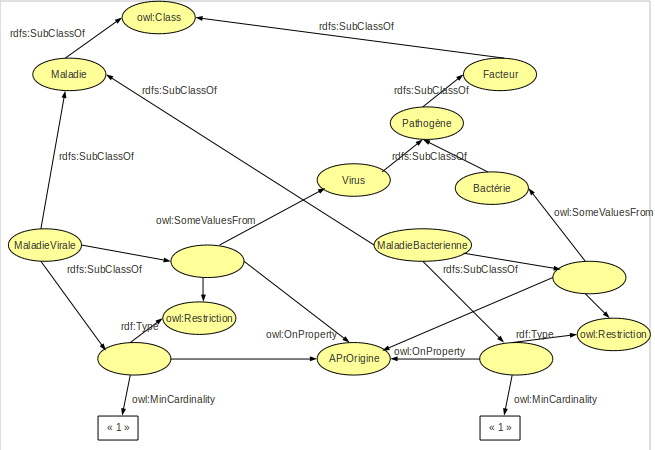 owl:Class
rdfs:SubClassOf
rdfs:SubClassOf
Maladie
Facteur
rdfs:SubClassOf
rdfs:SubClassOf
Pathogène
rdfs:SubClassOf
rdfs:SubClassOf
Virus
Bactérie
owl:SomeValuesFrom
owl:SomeValuesFrom
MaladieVirale
MaladieBacterienne
rdfs:SubClassOf
rdfs:SubClassOf
owl:Restriction
rdf:Type
owl:OnProperty
rdf:Type
owl:Restriction
APrOrigine
owl:OnProperty
owl:MinCardinality
owl:MinCardinality
« 1 »
« 1 »